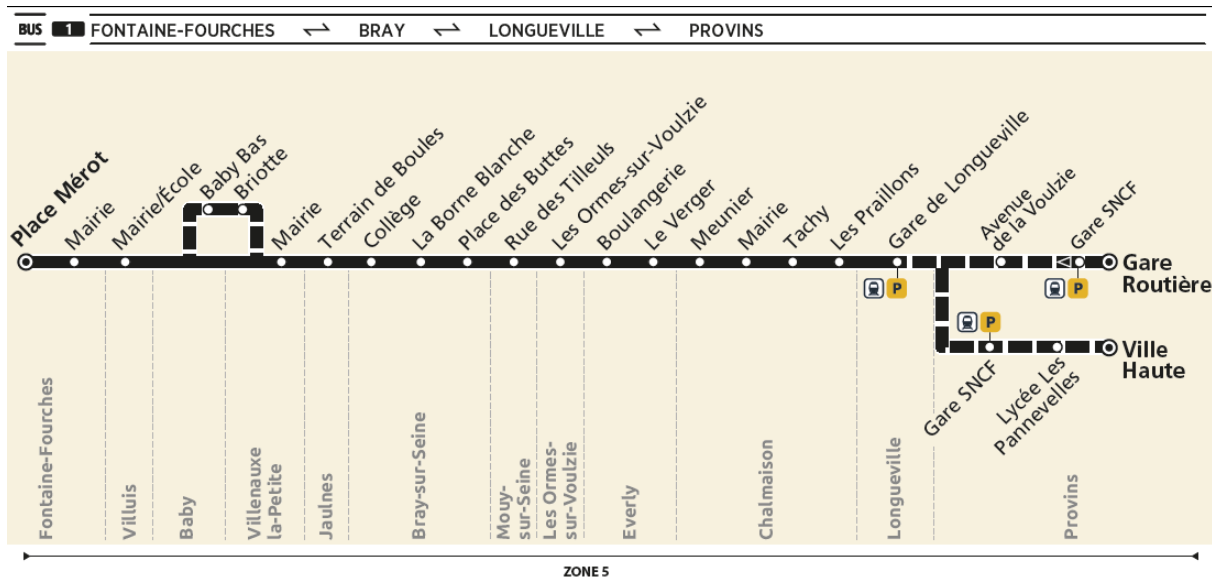 BUS 1 FONTAINE-FOURCHES ⇌ BRAY ⇌ LONGUEVILLE ⇌ PROVINS
Place Mérot
Mairie
Mairie/École
Baby Bas
Briotte
Mairie
Terrain de Boules
Collège
La Borne Blanche
Place des Buttes
Rue des Tilleuls
Les Ormes-sur-Voulzie
Boulangerie
Le Verger
Meunier
Mairie
Tachy
Les Praillons
Gare de Longueville
P
Avenue
de la Voulzie
Gare SNCF
P
Gare
Routière
P
Gare SNCF
Lycée Les
Pannevelles
Ville
Haute
Fontaine-Fourches
Villuis
Baby
Villenauxe
la-Petite
Jaulnes
Bray-sur-Seine
Mouy-
sur-Seine
Les Ormes-
sur-Voulzie
Everly
Chalmaison
Longueville
Provins
ZONE 5